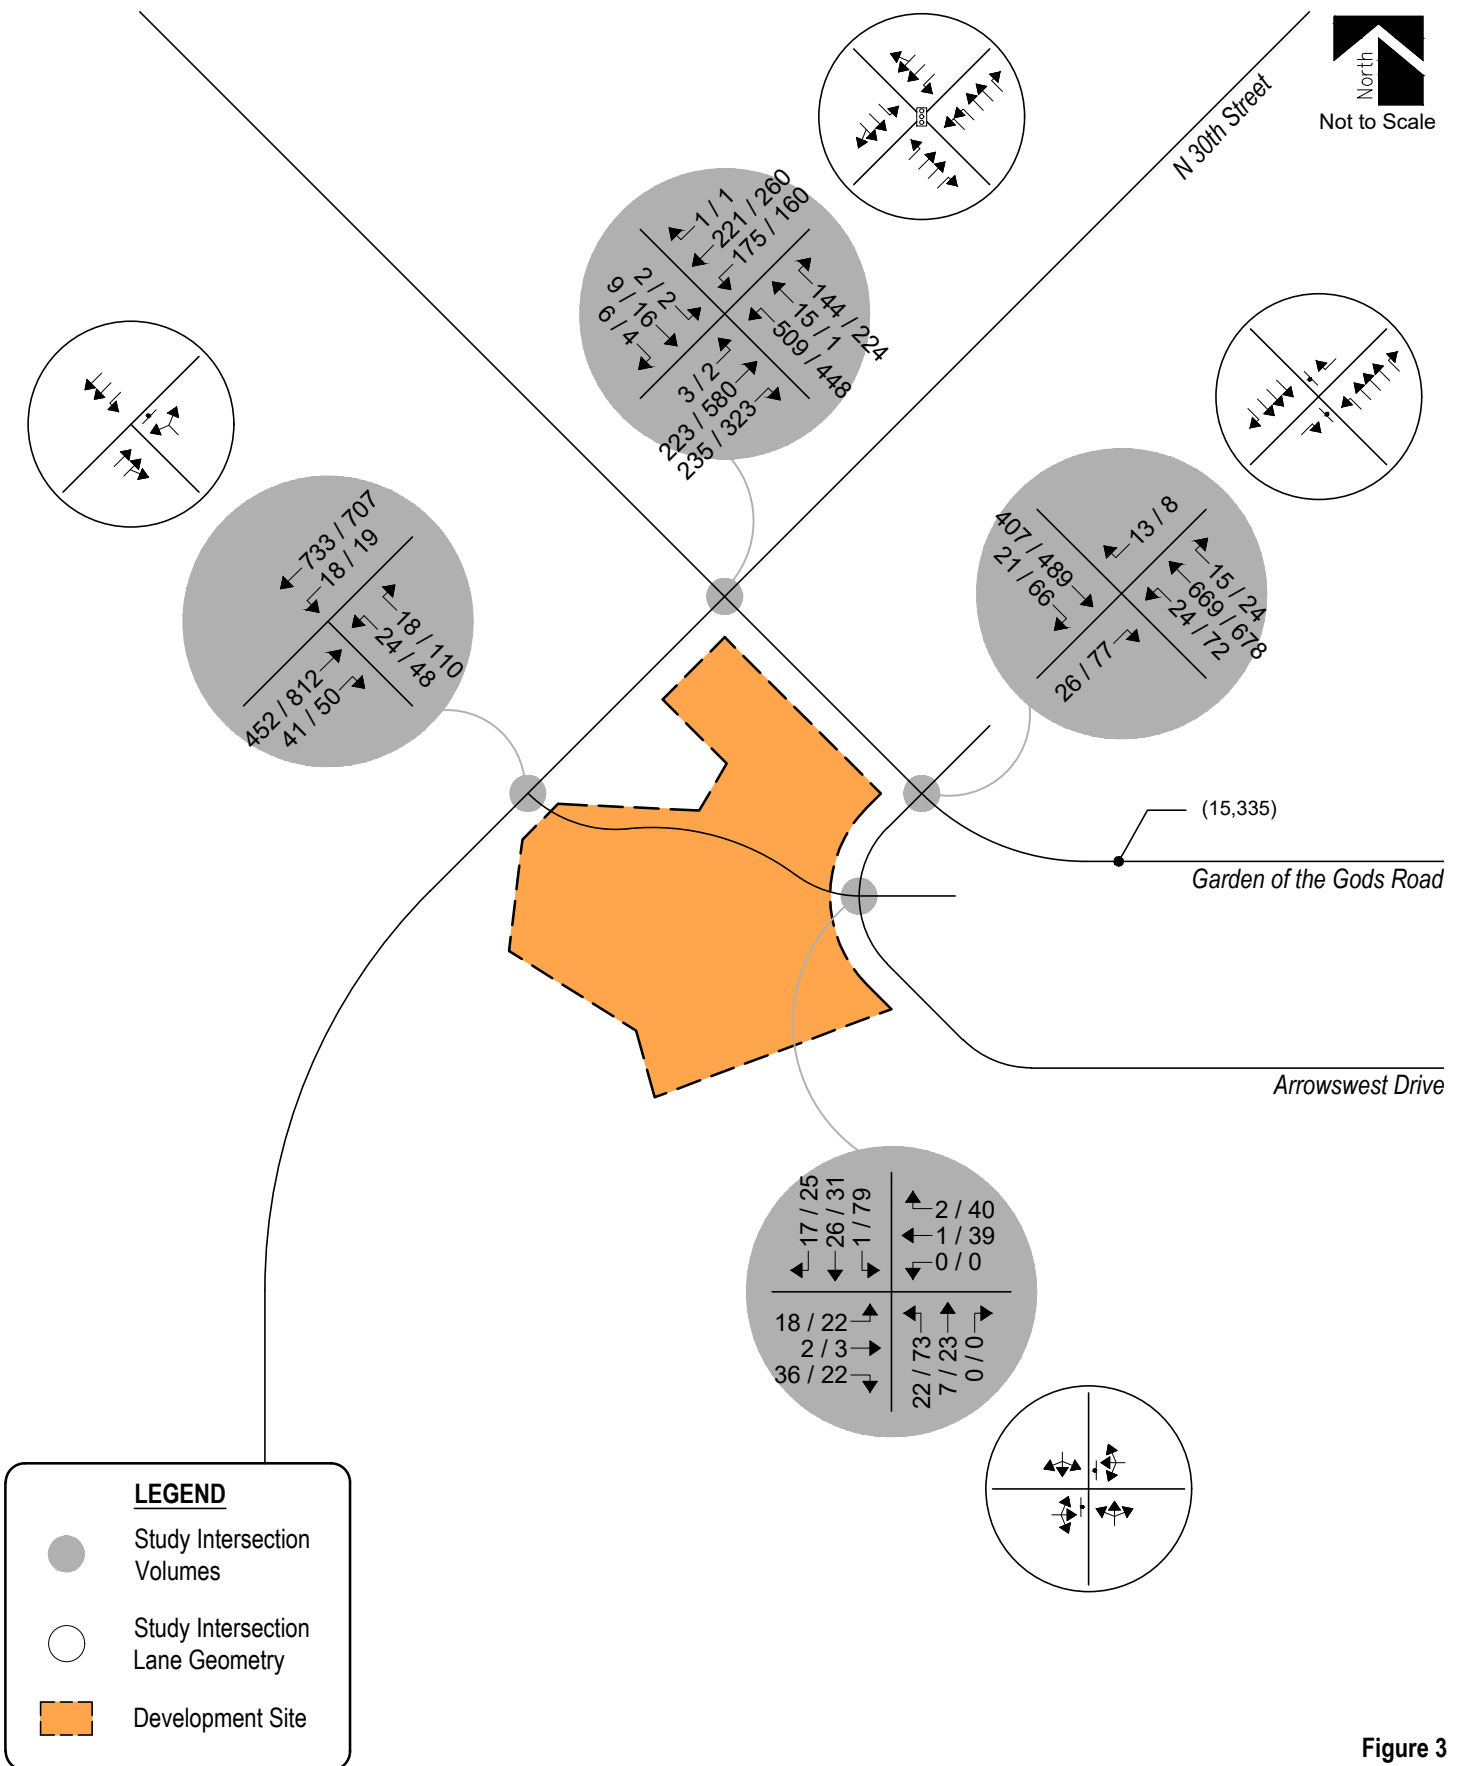 North
Not to Scale
N 30th Street
1 / 1
221 / 260
175 / 160
2 / 2
9 / 16
6 / 4
144 / 224
15 / 1
509 / 448
3 / 2
223 / 580
235 / 323
733 / 707
18 / 19
18 / 110
24 / 48
452 / 812
41 / 50
13 / 8
407 / 489
21 / 66
15 / 24
669 / 678
24 / 72
26 / 77
(15,335)
Garden of the Gods Road
Arrowswest Drive
17 / 25
26 / 31
1 / 79
2 / 40
1 / 39
0 / 0
18 / 22
2 / 3
36 / 22
22 / 73
7 / 23
0 / 0
LEGEND
Study Intersection
Volumes
Study Intersection
Lane Geometry
Development Site
Figure 3